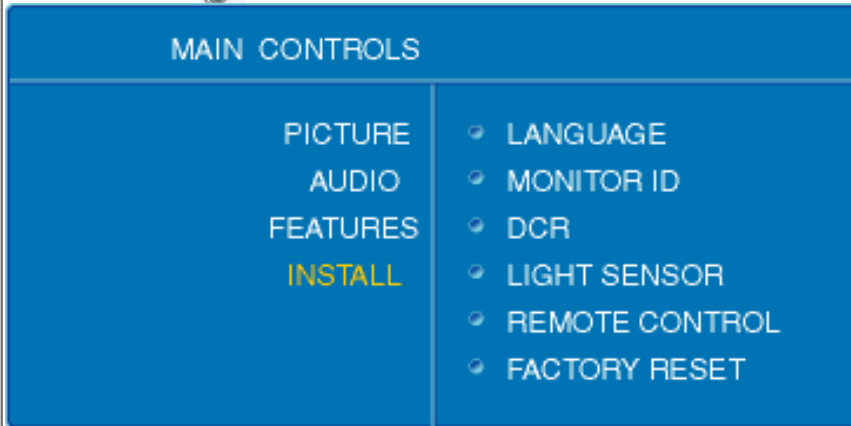 MAIN CONTROLS
PICTURE
AUDIO
FEATURES
INSTALL
LANGUAGE
MONITOR ID
DCR
LIGHT SENSOR
REMOTE CONTROL
FACTORY RESET